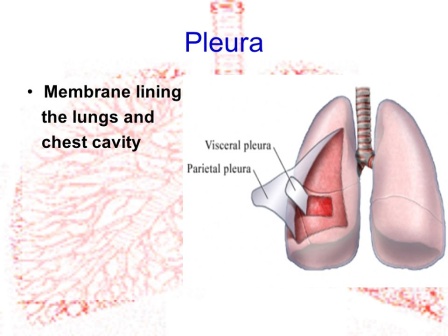 Pleura
• Membrane lining
the lungs and
chest cavity
Visceral pleura
Parietal pleura